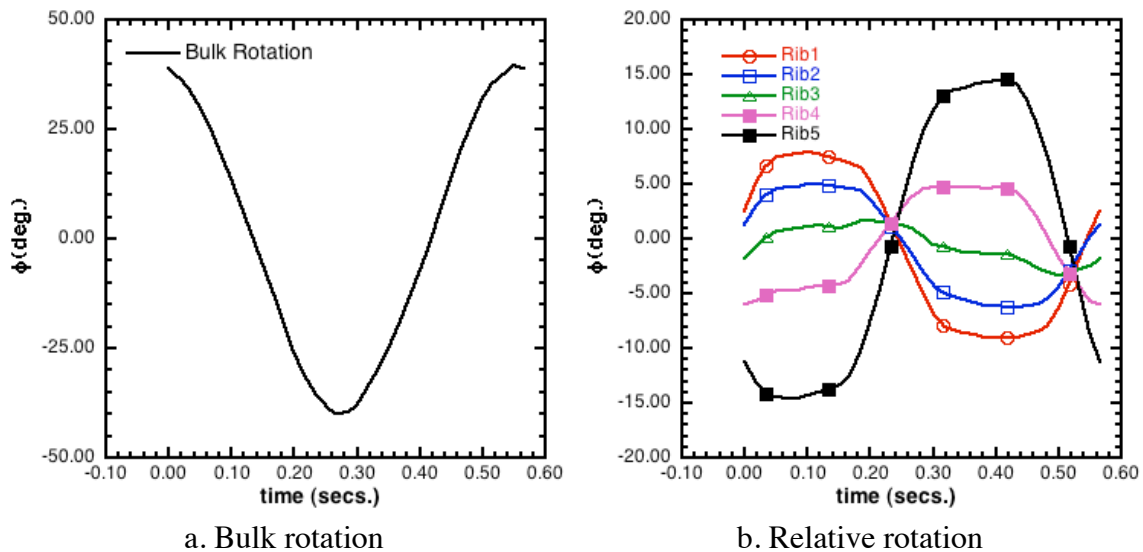 50.00
25.00
0.00
-25.00
-50.00
ϕ(deg.)
Bulk Rotation
-0.10 0.00 0.10 0.20 0.30 0.40 0.50 0.60
time (secs.)
a. Bulk rotation
20.00
15.00
10.00
5.00
0.00
-5.00
-10.00
-15.00
-20.00
ϕ(deg.)
Rib1
Rib2
Rib3
Rib4
Rib5
-0.10 0.00 0.10 0.20 0.30 0.40 0.50 0.60
time (secs.)
b. Relative rotation